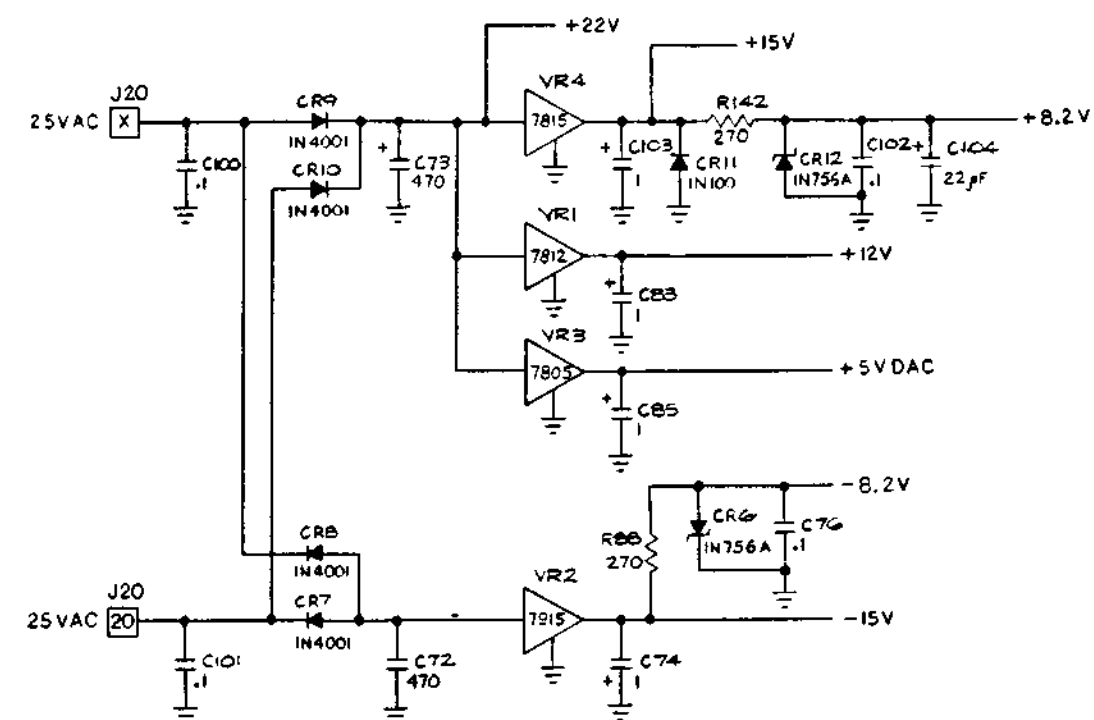 +22V
+15V
J20
25VAC X
CR9
1N4001
CR10
1N4001
C100
.1
+
C73
470
VR4
7815
+
C103
1
CR11
1N100
R142
270
CR12
1N756A
C102
.1
+
C104
22µF
+8.2V
VR1
7812
+
C83
1
+12V
VR3
7805
+
C85
1
+5VDAC
CR8
1N4001
J20
25VAC 20
CR7
1N4001
C101
.1
C72
470
VR2
7915
+
C74
1
R88
270
CR6
1N756A
C76
.1
-8.2V
-15V